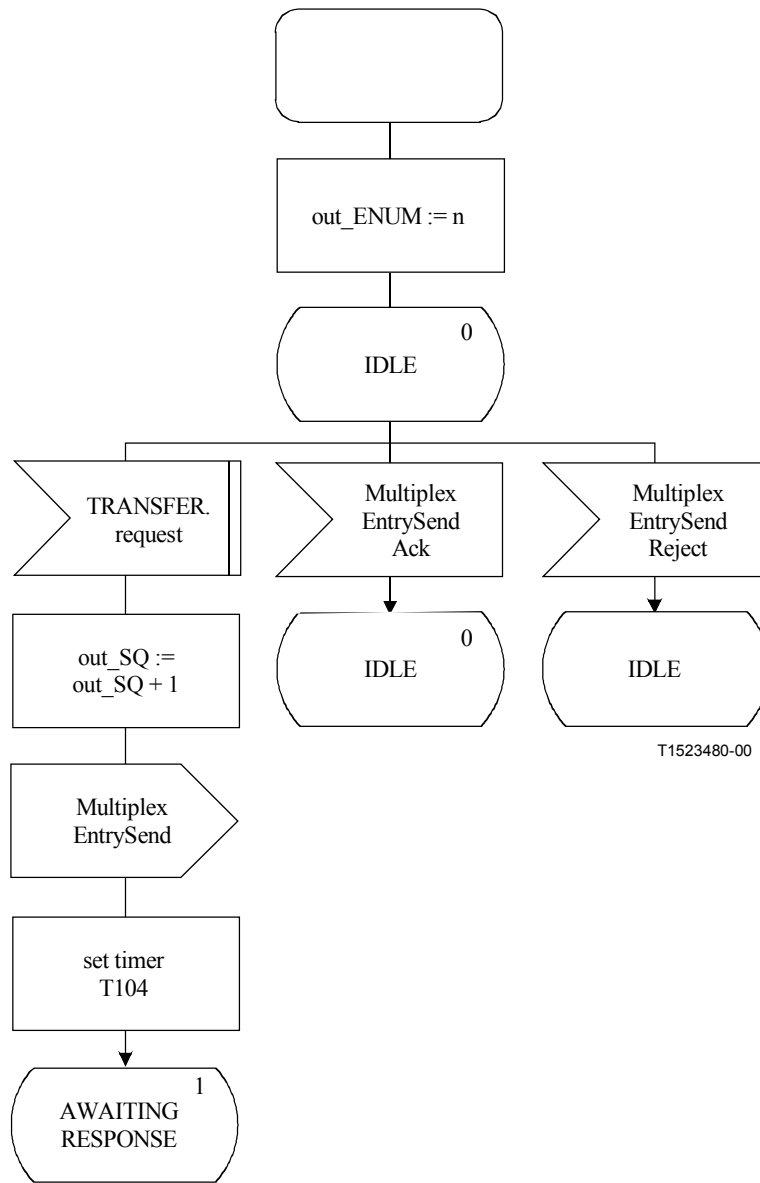 out_ENUM := n
0
IDLE
TRANSFER.
request
Multiplex
EntrySend
Ack
Multiplex
EntrySend
Reject
out_SQ :=
out_SQ + 1
0
IDLE
IDLE
T1523480-00
Multiplex
EntrySend
set timer
T104
1
AWAITING
RESPONSE